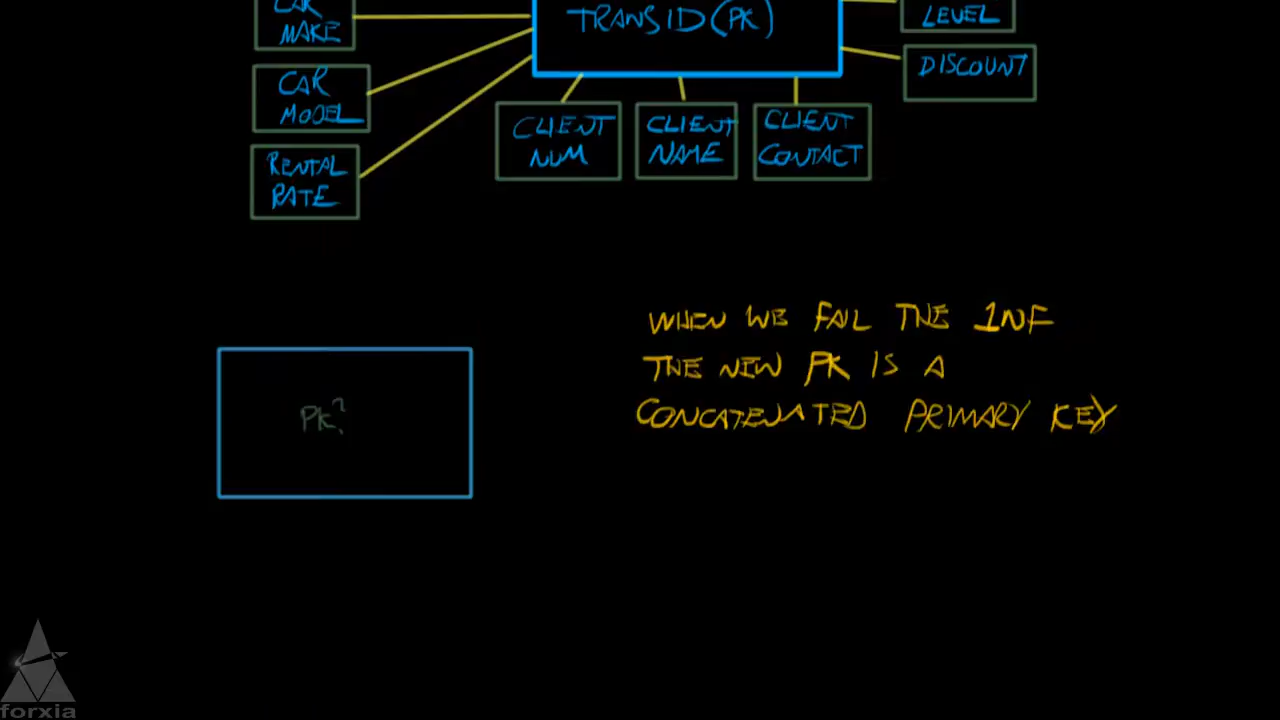 CAR
MAKE
TRANSID(PK)
LEVEL
DISCOUNT
CAR
MODEL
CLIENT
NUM
CLIENT
NAME
CLIENT
CONTACT
RENTAL
RATE
WHEN WE FAIL THE 1NF
THE NEW PK IS A
CONCATENATED PRIMARY KEY
PK?
forxia